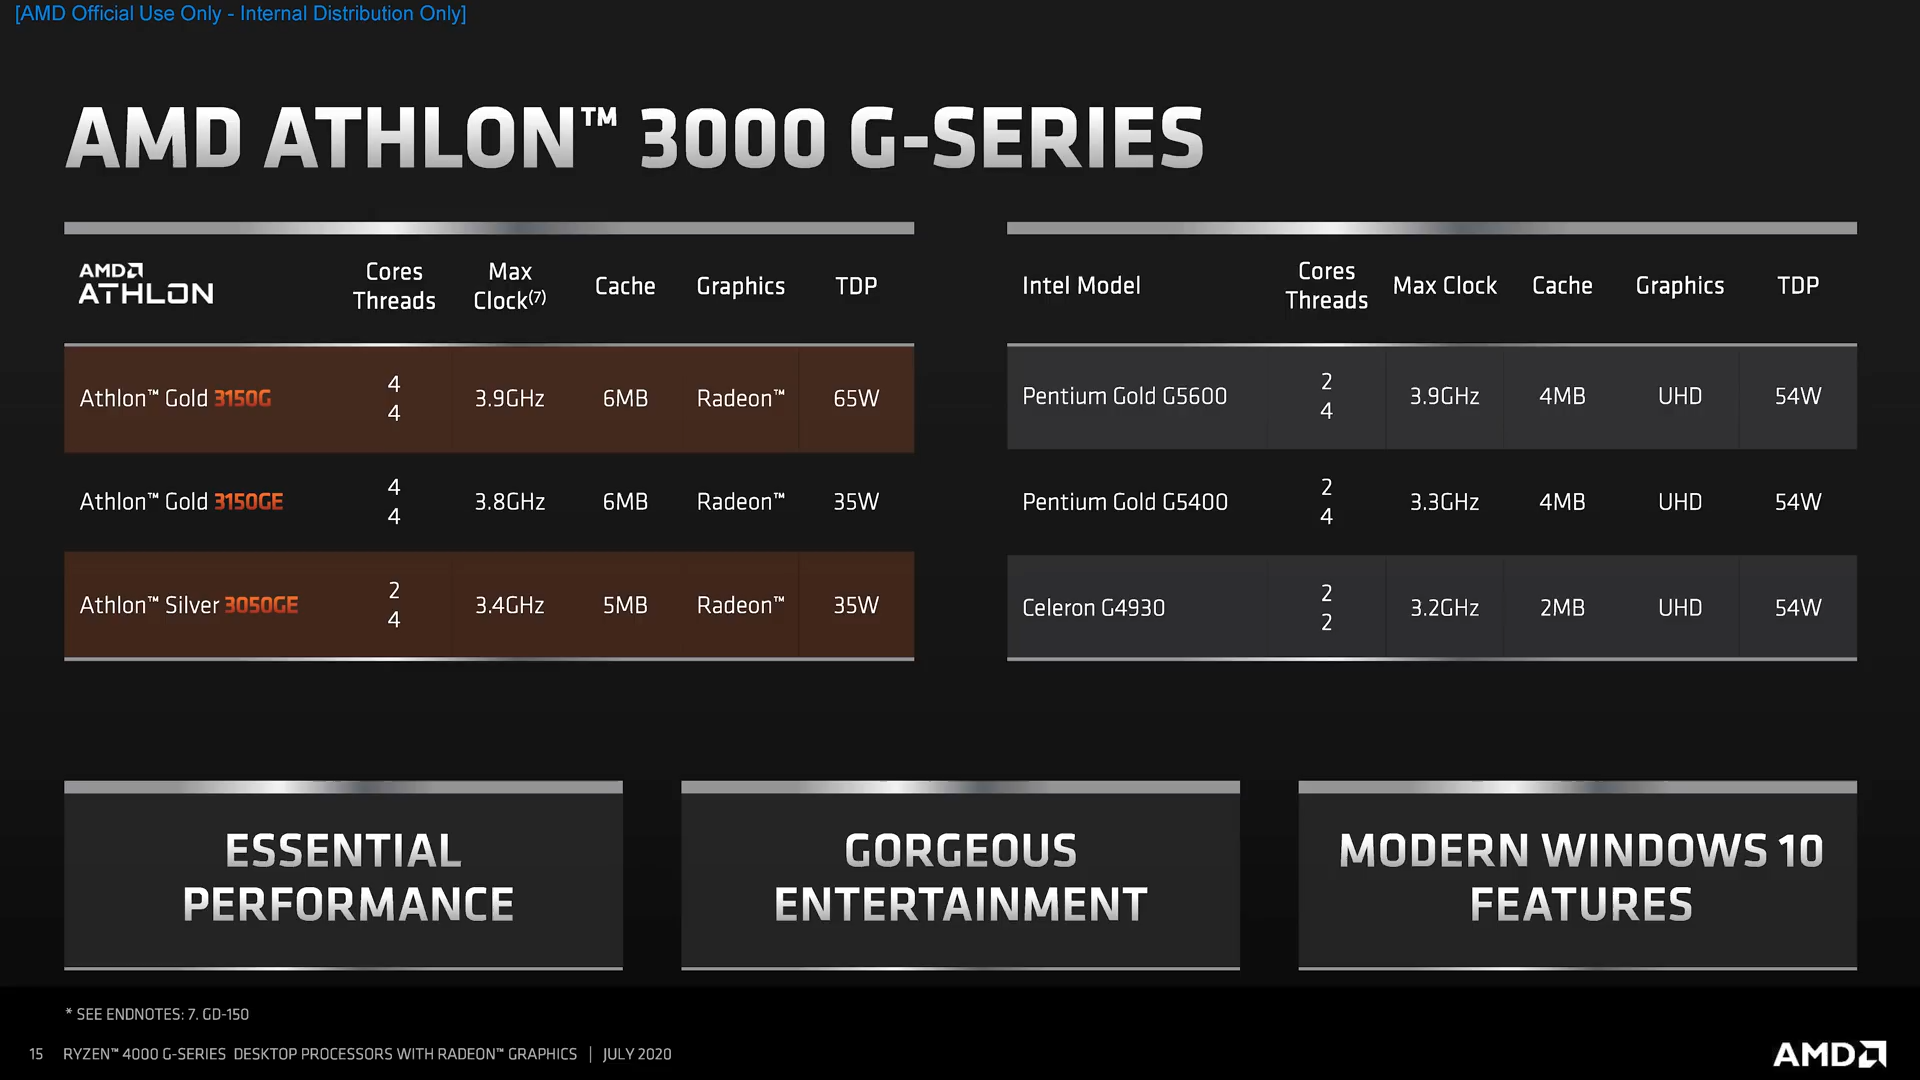 [AMD Official Use Only - Internal Distribution Only]
AMD ATHLON™ 3000 G-SERIES
AMD ATHLON
Cores Threads
Max Clock(7)
Cache
Graphics
TDP
Athlon™ Gold 3150G 4 4 3.9GHz 6MB Radeon™ 65W
Athlon™ Gold 3150GE 4 4 3.8GHz 6MB Radeon™ 35W
Athlon™ Silver 3050GE 2 4 3.4GHz 5MB Radeon™ 35W
Intel Model
Cores Threads
Max Clock
Cache
Graphics
TDP
Pentium Gold G5600 2 4 3.9GHz 4MB UHD 54W
Pentium Gold G5400 2 4 3.3GHz 4MB UHD 54W
Celeron G4930 2 2 3.2GHz 2MB UHD 54W
ESSENTIAL
PERFORMANCE
GORGEOUS
ENTERTAINMENT
MODERN WINDOWS 10
FEATURES
* SEE ENDNOTES: 7. GD-150
15 RYZEN™ 4000 G-SERIES DESKTOP PROCESSORS WITH RADEON™ GRAPHICS | JULY 2020
AMD